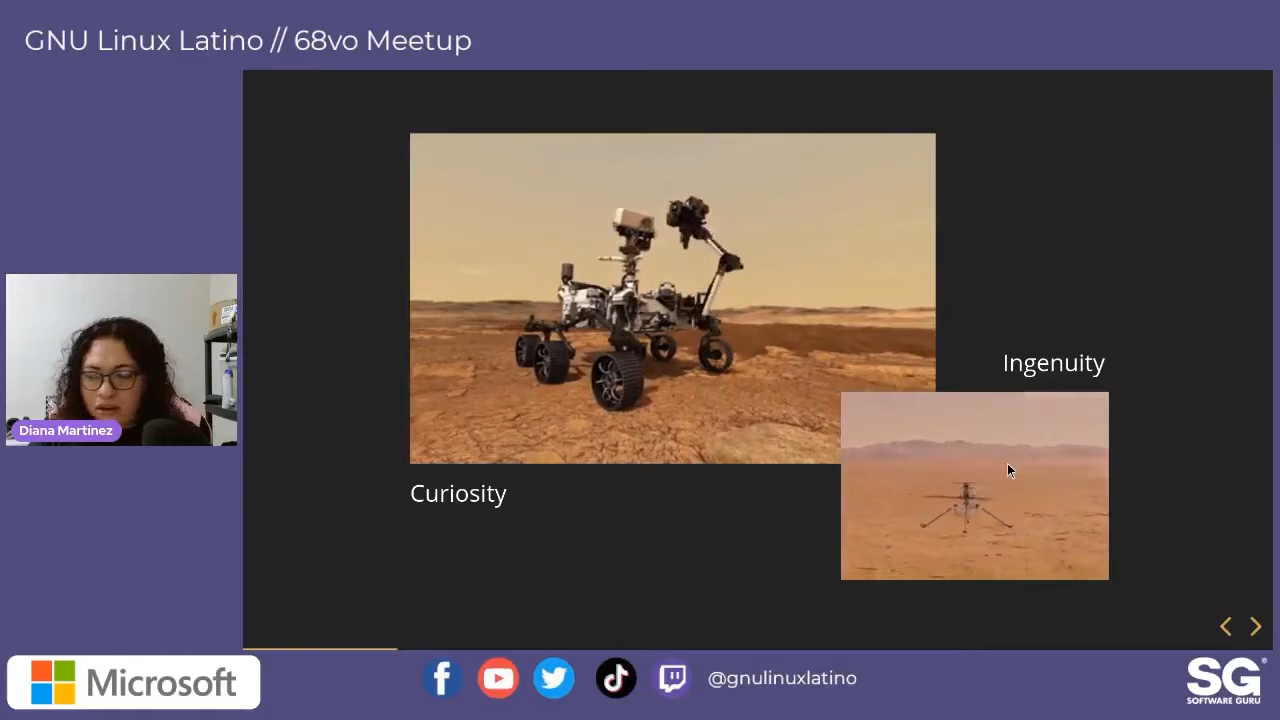 GNU Linux Latino // 68vo Meetup
Ingenuity
Diana Martínez
Curiosity
Microsoft
@gnulinuxlatino
SG
SOFTWARE GURU